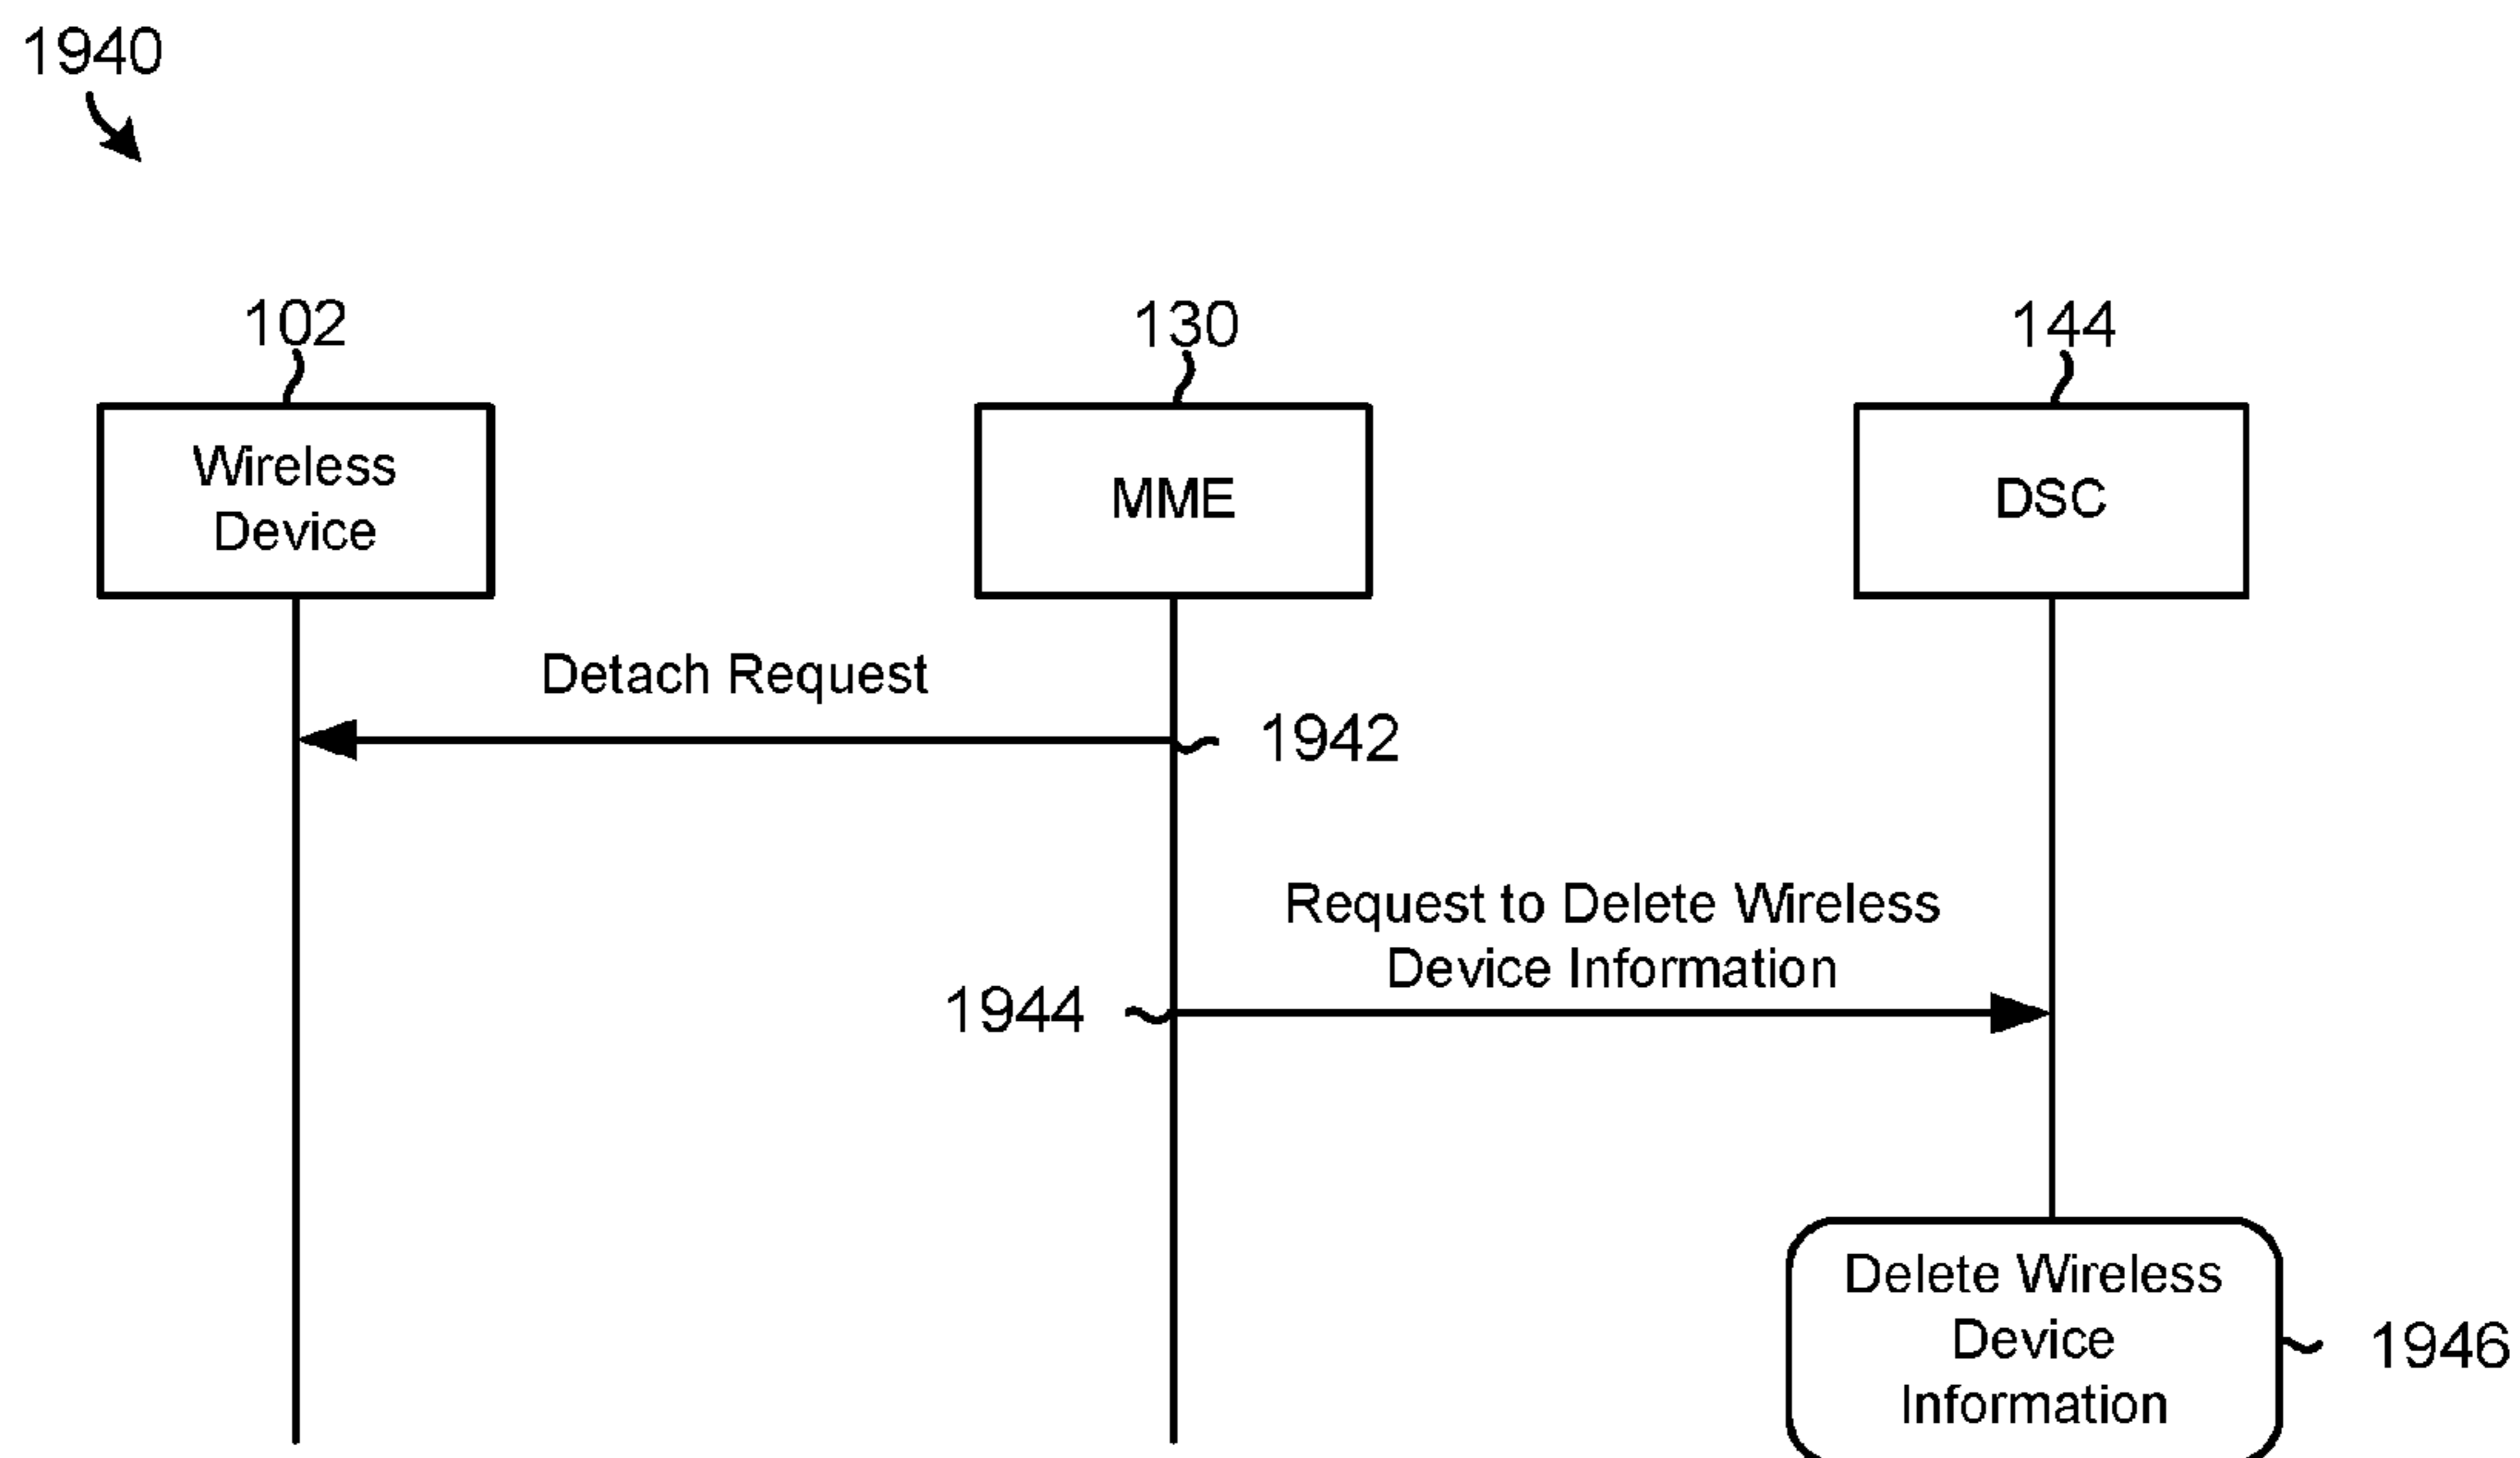 1940
102
130
144
Wireless
Device
MME
DSC
Detach Request
1942
Request to Delete Wireless
Device Information
1944
Delete Wireless
Device
Information
1946